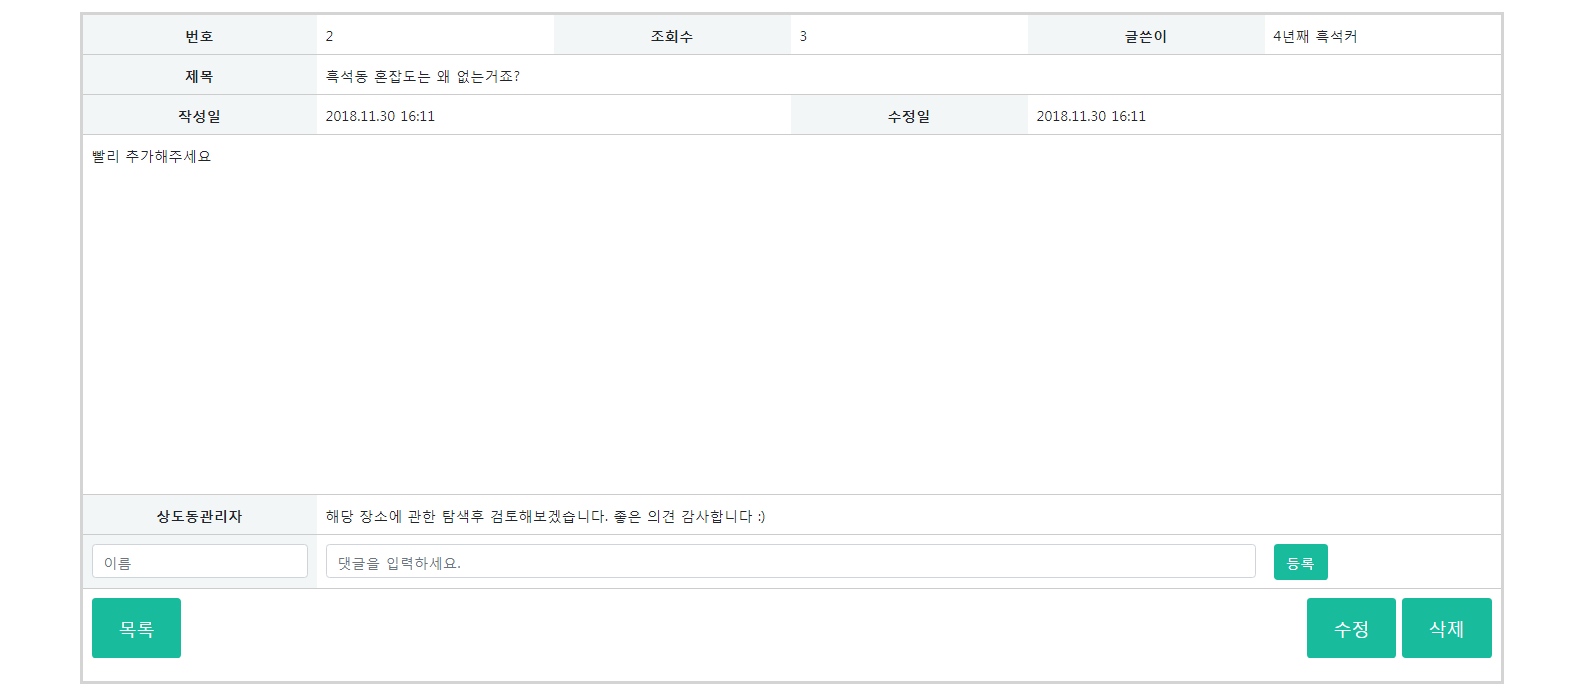 번호 2 조회수 3 글쓴이 4년째 흑석커
제목 흑석동 혼잡도는 왜 없는거죠?
작성일 2018.11.30 16:11 수정일 2018.11.30 16:11
빨리 추가해주세요
상도동관리자 해당 장소에 관한 탐색후 검토해보겠습니다. 좋은 의견 감사합니다 :)
이름 댓글을 입력하세요. 등록
목록 수정 삭제